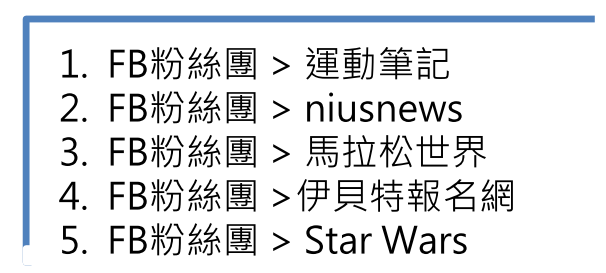 1. FB粉絲團 > 運動筆記
2. FB粉絲團 > niusnews
3. FB粉絲團 > 馬拉松世界
4. FB粉絲團 >伊貝特報名網
5. FB粉絲團 > Star Wars